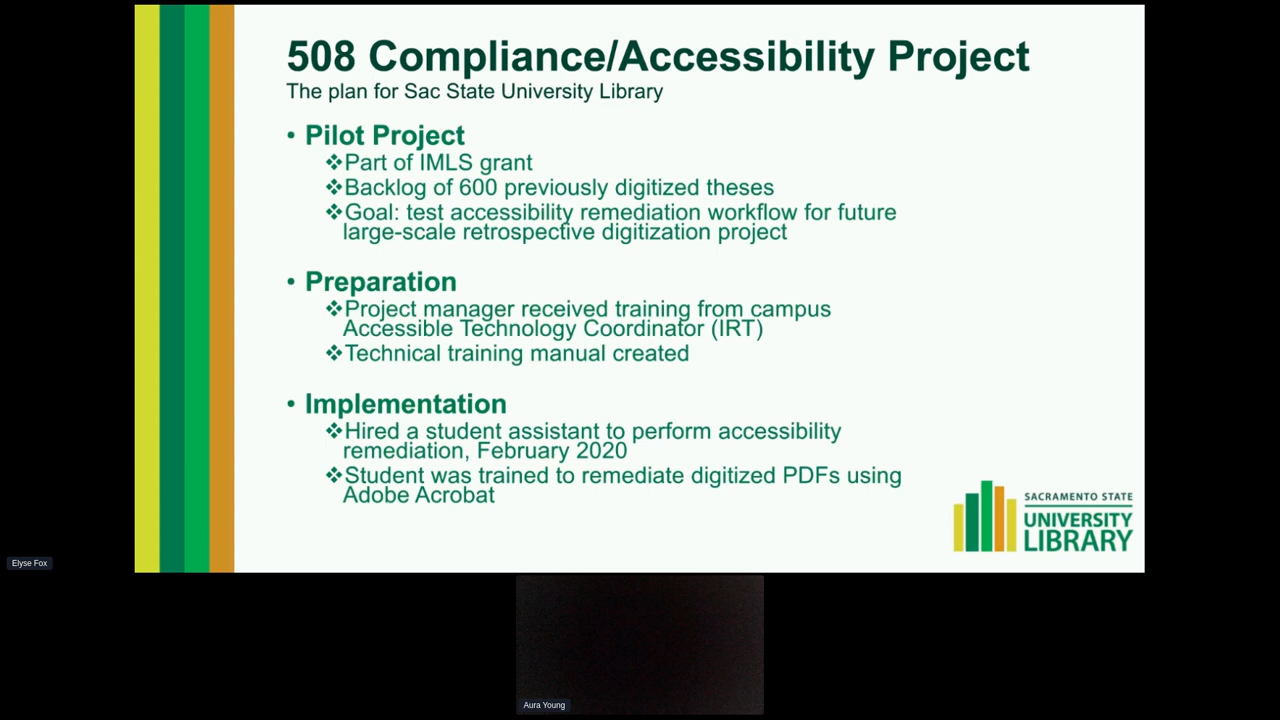 508 Compliance/Accessibility Project
The plan for Sac State University Library
• Pilot Project
❖Part of IMLS grant
❖Backlog of 600 previously digitized theses
❖Goal: test accessibility remediation workflow for future
large-scale retrospective digitization project
• Preparation
❖Project manager received training from campus
Accessible Technology Coordinator (IRT)
❖Technical training manual created
• Implementation
❖Hired a student assistant to perform accessibility
remediation, February 2020
❖Student was trained to remediate digitized PDFs using
Adobe Acrobat
SACRAMENTO STATE
UNIVERSITY
LIBRARY
Elyse Fox
Aura Young